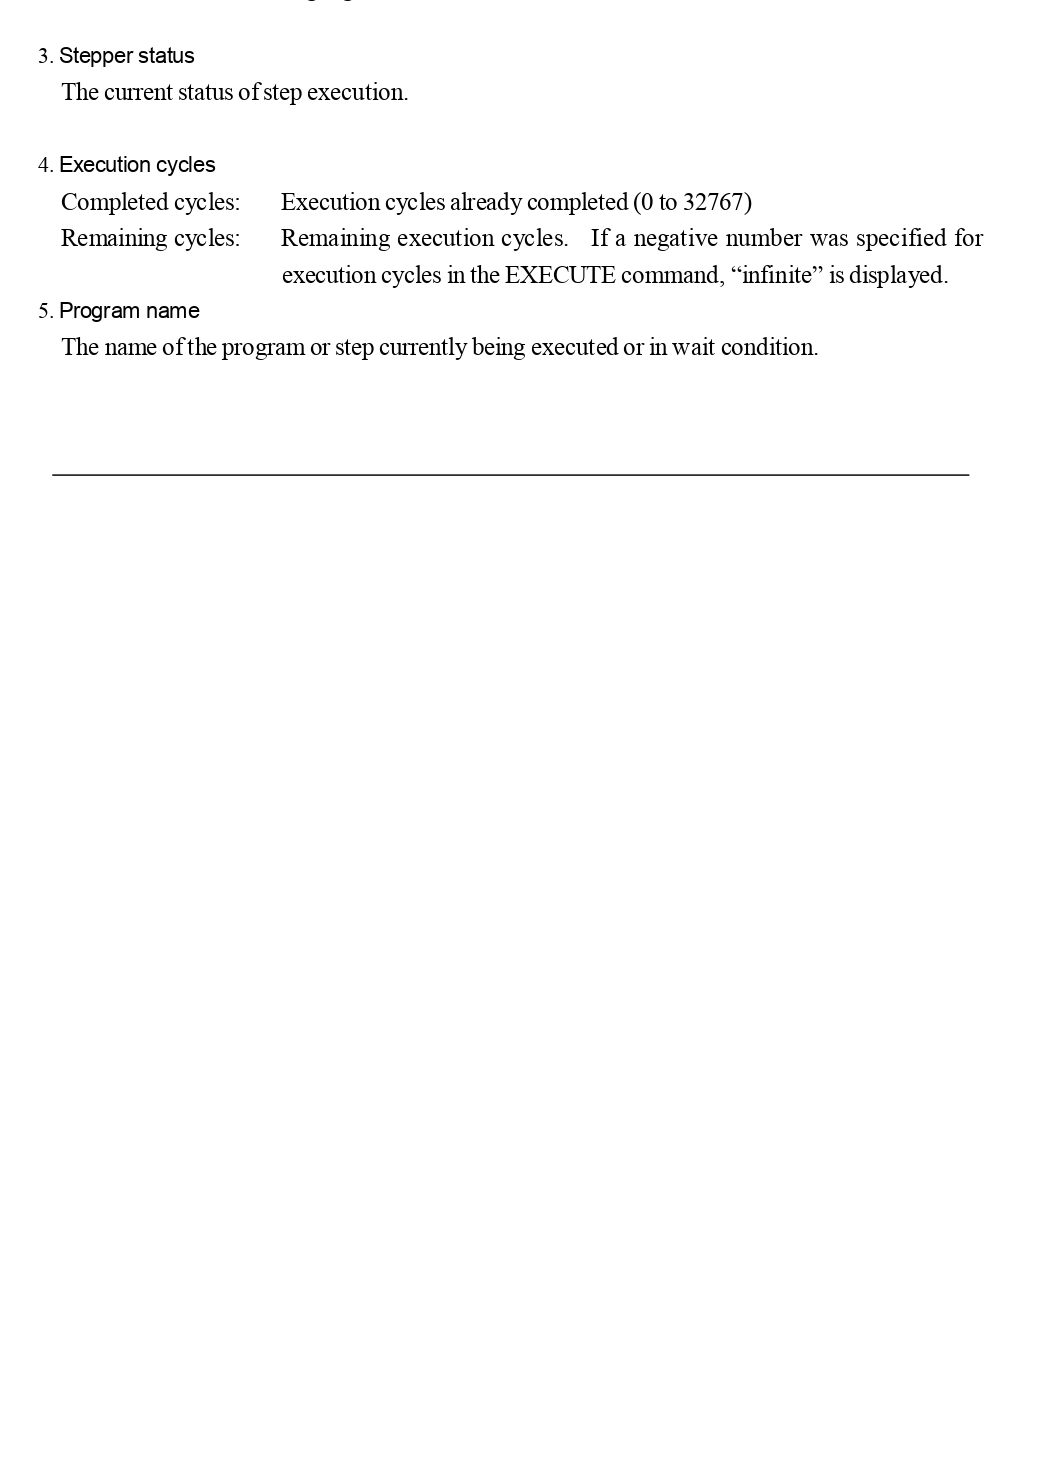 3. Stepper status
The current status of step execution.
4. Execution cycles
Completed cycles: Execution cycles already completed (0 to 32767)
Remaining cycles: Remaining execution cycles. If a negative number was specified for
execution cycles in the EXECUTE command, “infinite” is displayed.
5. Program name
The name of the program or step currently being executed or in wait condition.